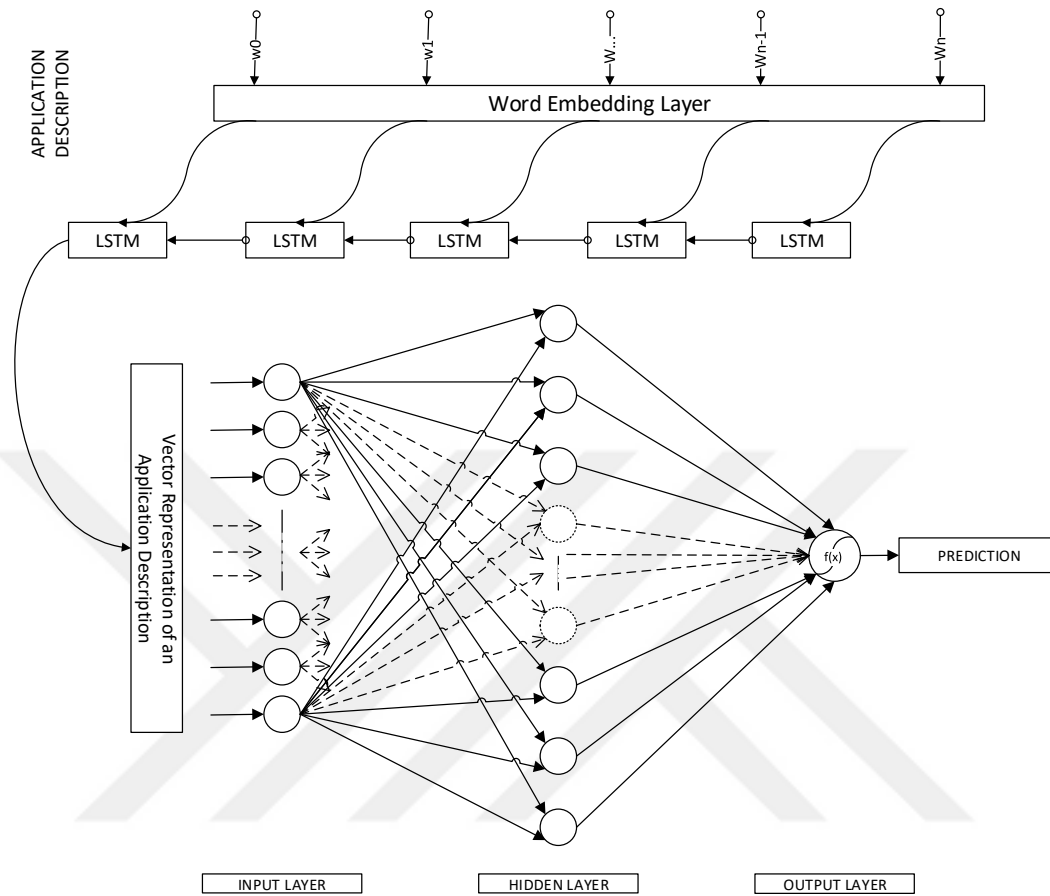 APPLICATION
DESCRIPTION
w0
w1
W...
Wn-1
Wn
Word Embedding Layer
LSTM
LSTM
LSTM
LSTM
LSTM
Vector Representation of an
Application Description
f(x)
PREDICTION
INPUT LAYER
HIDDEN LAYER
OUTPUT LAYER